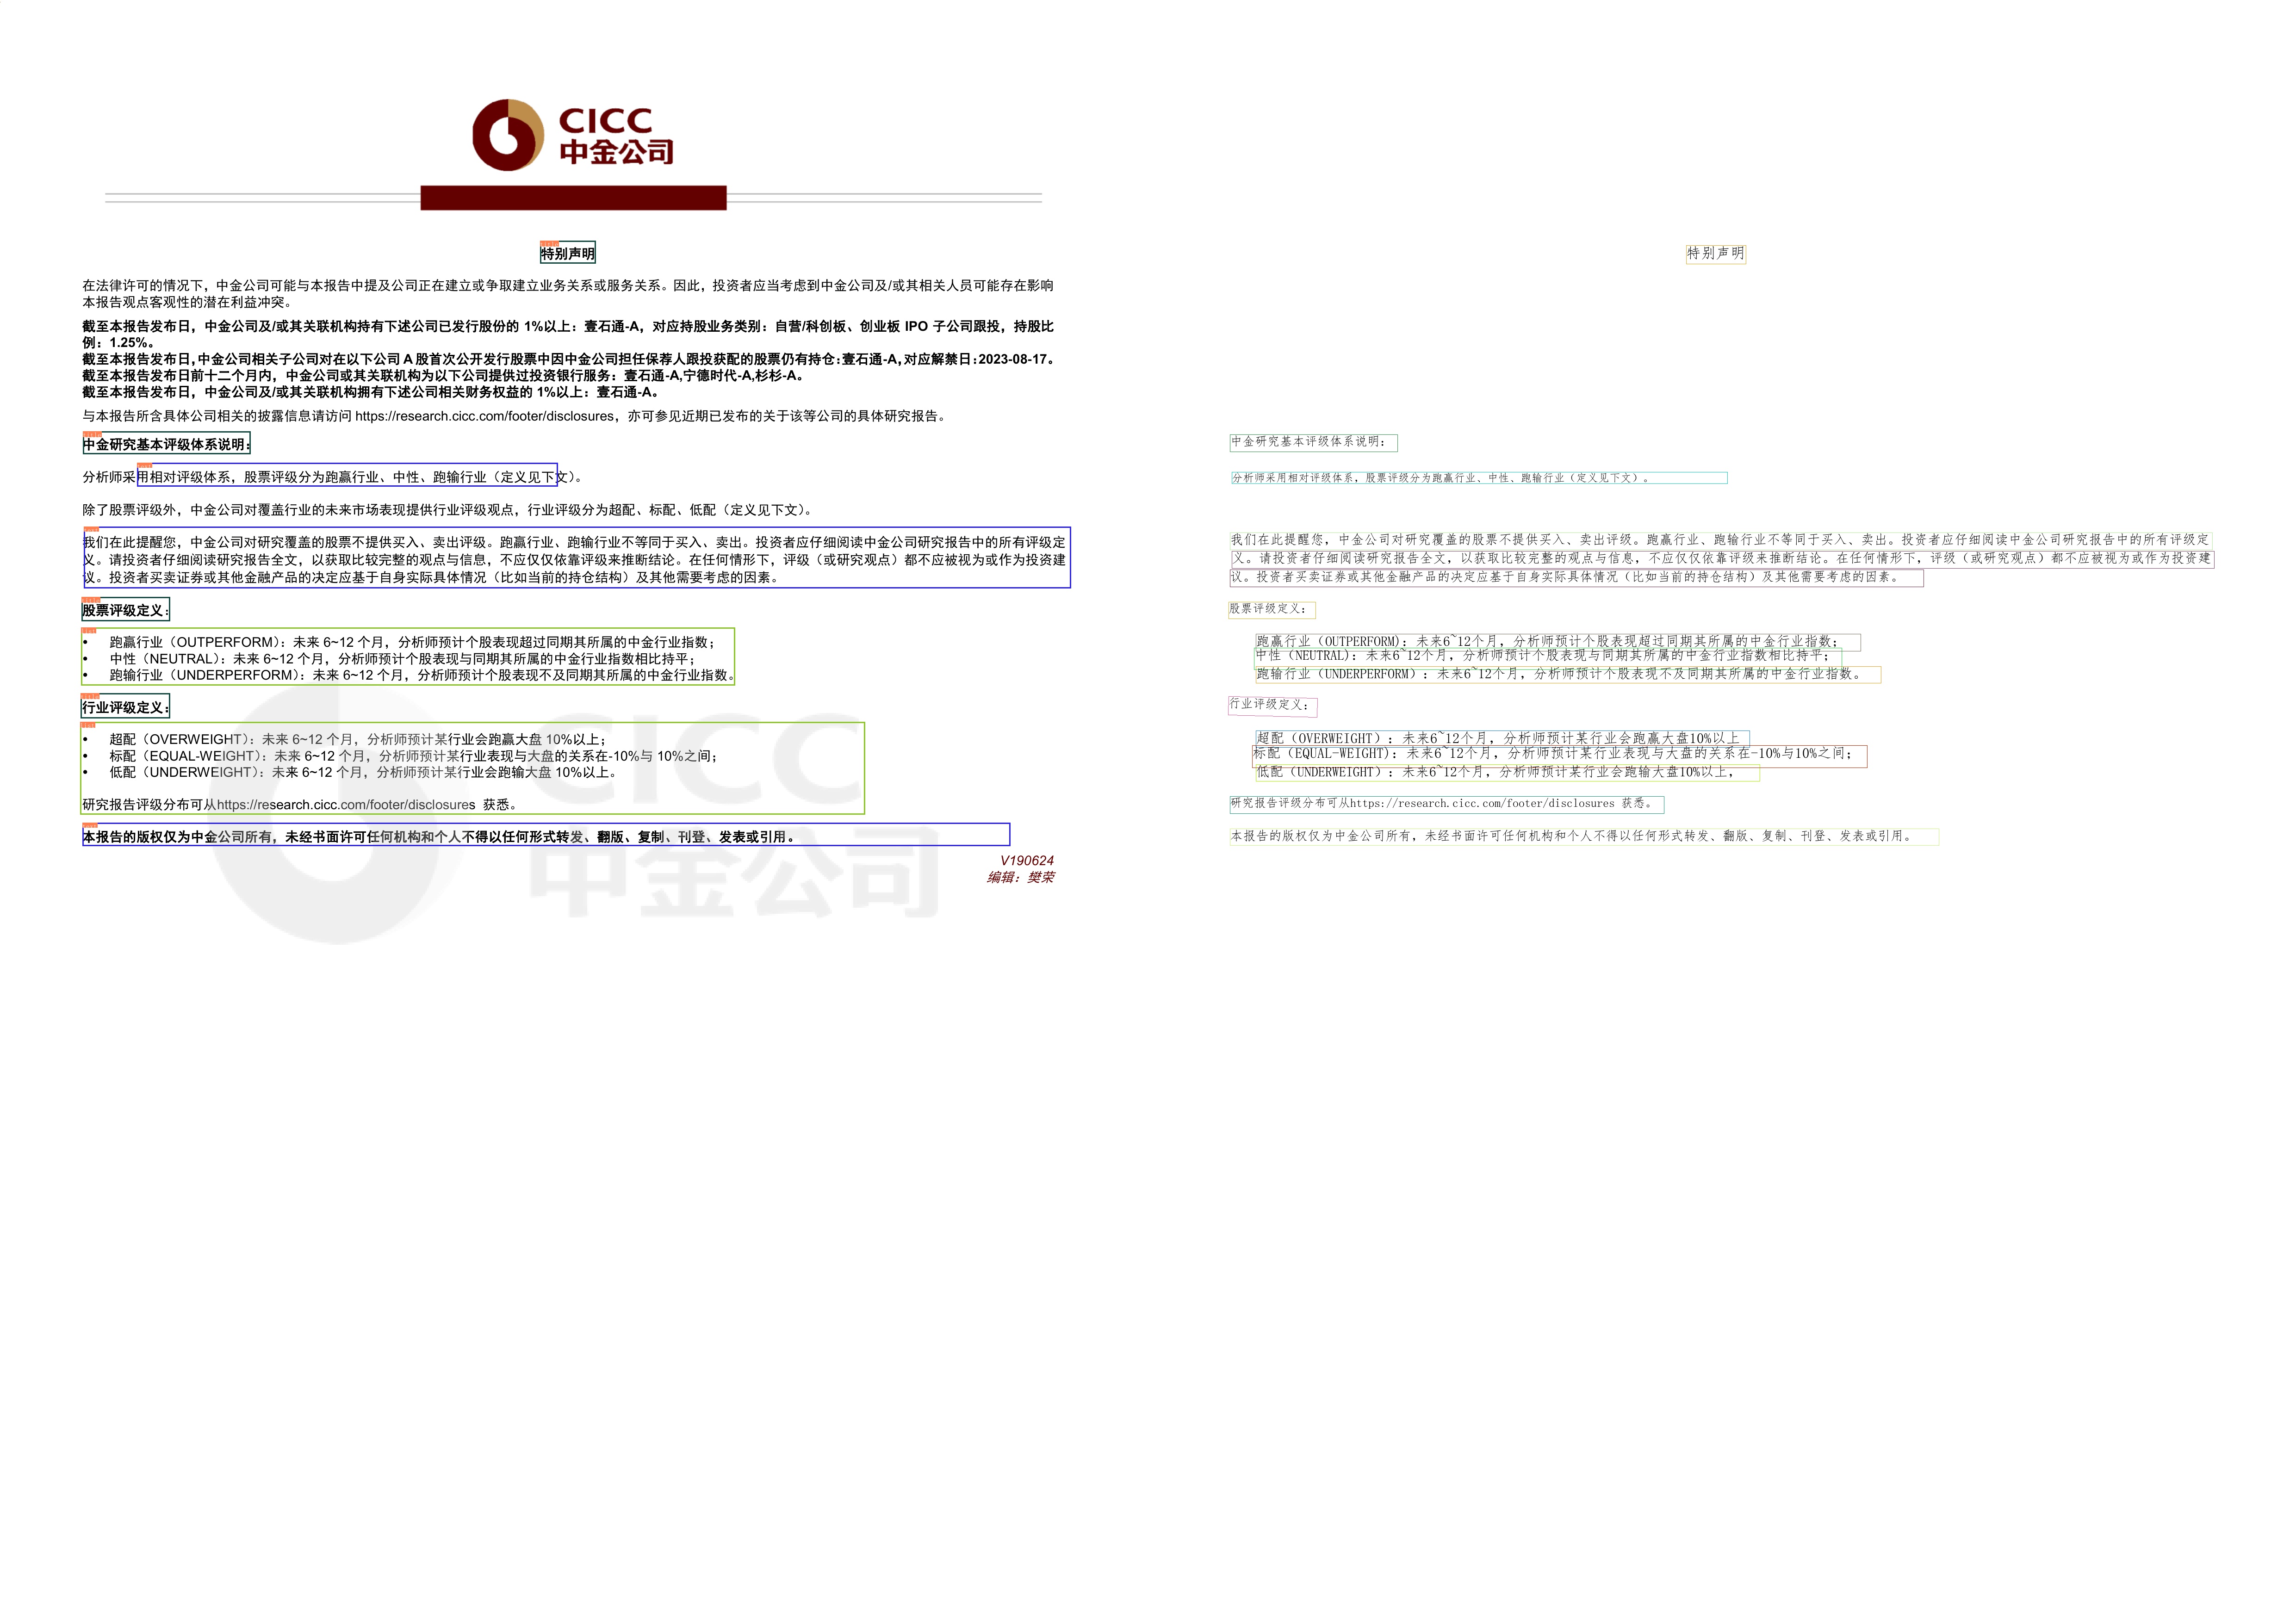 CICC
中金公司
特别声明
在法律许可的情况下，中金公司可能与本报告中提及公司正在建立或争取建立业务关系或服务关系。因此，投资者应当考虑到中金公司及/或其相关人员可能存在影响
本报告观点客观性的潜在利益冲突。
截至本报告发布日，中金公司及/或其关联机构持有下述公司已发行股份的 1%以上：壹石通-A，对应持股业务类别：自营/科创板、创业板 IPO 子公司跟投，持股比
例：1.25%。
截至本报告发布日，中金公司相关子公司对在以下公司 A 股首次公开发行股票中因中金公司担任保荐人跟投获配的股票仍有持仓：壹石通-A，对应解禁日：2023-08-17。
截至本报告发布日前十二个月内，中金公司或其关联机构为以下公司提供过投资银行服务：壹石通-A,宁德时代-A,杉杉-A。
截至本报告发布日，中金公司及/或其关联机构拥有下述公司相关财务权益的 1%以上：壹石通-A。
与本报告所含具体公司相关的披露信息请访问 https://research.cicc.com/footer/disclosures，亦可参见近期已发布的关于该等公司的具体研究报告。
中金研究基本评级体系说明：
分析师采用相对评级体系，股票评级分为跑赢行业、中性、跑输行业（定义见下文）。
除了股票评级外，中金公司对覆盖行业的未来市场表现提供行业评级观点，行业评级分为超配、标配、低配（定义见下文）。
我们在此提醒您，中金公司对研究覆盖的股票不提供买入、卖出评级。跑赢行业、跑输行业不等同于买入、卖出。投资者应仔细阅读中金公司研究报告中的所有评级定
义。请投资者仔细阅读研究报告全文，以获取比较完整的观点与信息，不应仅仅依靠评级来推断结论。在任何情形下，评级（或研究观点）都不应被视为或作为投资建
议。投资者买卖证券或其他金融产品的决定应基于自身实际具体情况（比如当前的持仓结构）及其他需要考虑的因素。
股票评级定义：
• 跑赢行业（OUTPERFORM）：未来 6~12 个月，分析师预计个股表现超过同期其所属的中金行业指数；
• 中性（NEUTRAL）：未来 6~12 个月，分析师预计个股表现与同期其所属的中金行业指数相比持平；
• 跑输行业（UNDERPERFORM）：未来 6~12 个月，分析师预计个股表现不及同期其所属的中金行业指数。
行业评级定义：
• 超配（OVERWEIGHT）：未来 6~12 个月，分析师预计某行业会跑赢大盘 10%以上；
• 标配（EQUAL-WEIGHT）：未来 6~12 个月，分析师预计某行业表现与大盘的关系在-10%与 10%之间；
• 低配（UNDERWEIGHT）：未来 6~12 个月，分析师预计某行业会跑输大盘 10%以上。
研究报告评级分布可从https://research.cicc.com/footer/disclosures 获悉。
本报告的版权仅为中金公司所有，未经书面许可任何机构和个人不得以任何形式转发、翻版、复制、刊登、发表或引用。
V190624
编辑：樊荣
CICC
中金公司
特别声明
中金研究基本评级体系说明：
分析师采用相对评级体系，股票评级分为跑赢行业、中性、跑输行业（定义见下文）。
我们在此提醒您，中金公司对研究覆盖的股票不提供买入、卖出评级。跑赢行业、跑输行业不等同于买入、卖出。投资者应仔细阅读中金公司研究报告中的所有评级定
义。请投资者仔细阅读研究报告全文，以获取比较完整的观点与信息，不应仅仅依靠评级来推断结论。在任何情形下，评级（或研究观点）都不应被视为或作为投资建
议。投资者买卖证券或其他金融产品的决定应基于自身实际具体情况（比如当前的持仓结构）及其他需要考虑的因素。
股票评级定义：
跑赢行业（OUTPERFORM)：未来6~12个月，分析师预计个股表现超过同期其所属的中金行业指数；
中性（NEUTRAL)：未来6~12个月，分析师预计个股表现与同期其所属的中金行业指数相比持平；
跑输行业（UNDERPERFORM）：未来6~12个月，分析师预计个股表现不及同期其所属的中金行业指数。
行业评级定义；
超配（OVERWEIGHT）：未来6~12个月，分析师预计某行业会跑赢大盘10%以上
标配（EQUAL-WEIGHT)：未来6~12个月，分析师预计某行业表现与大盘的关系在-10%与10%之间；
低配（UNDERWEIGHT）：未来6~12个月，分析师预计某行业会跑输大盘10%以上，
研究报告评级分布可从https://research.cicc.com/footer/disclosures 获悉。
本报告的版权仅为中金公司所有，未经书面许可任何机构和个人不得以任何形式转发、翻版、复制、刊登、发表或引用。